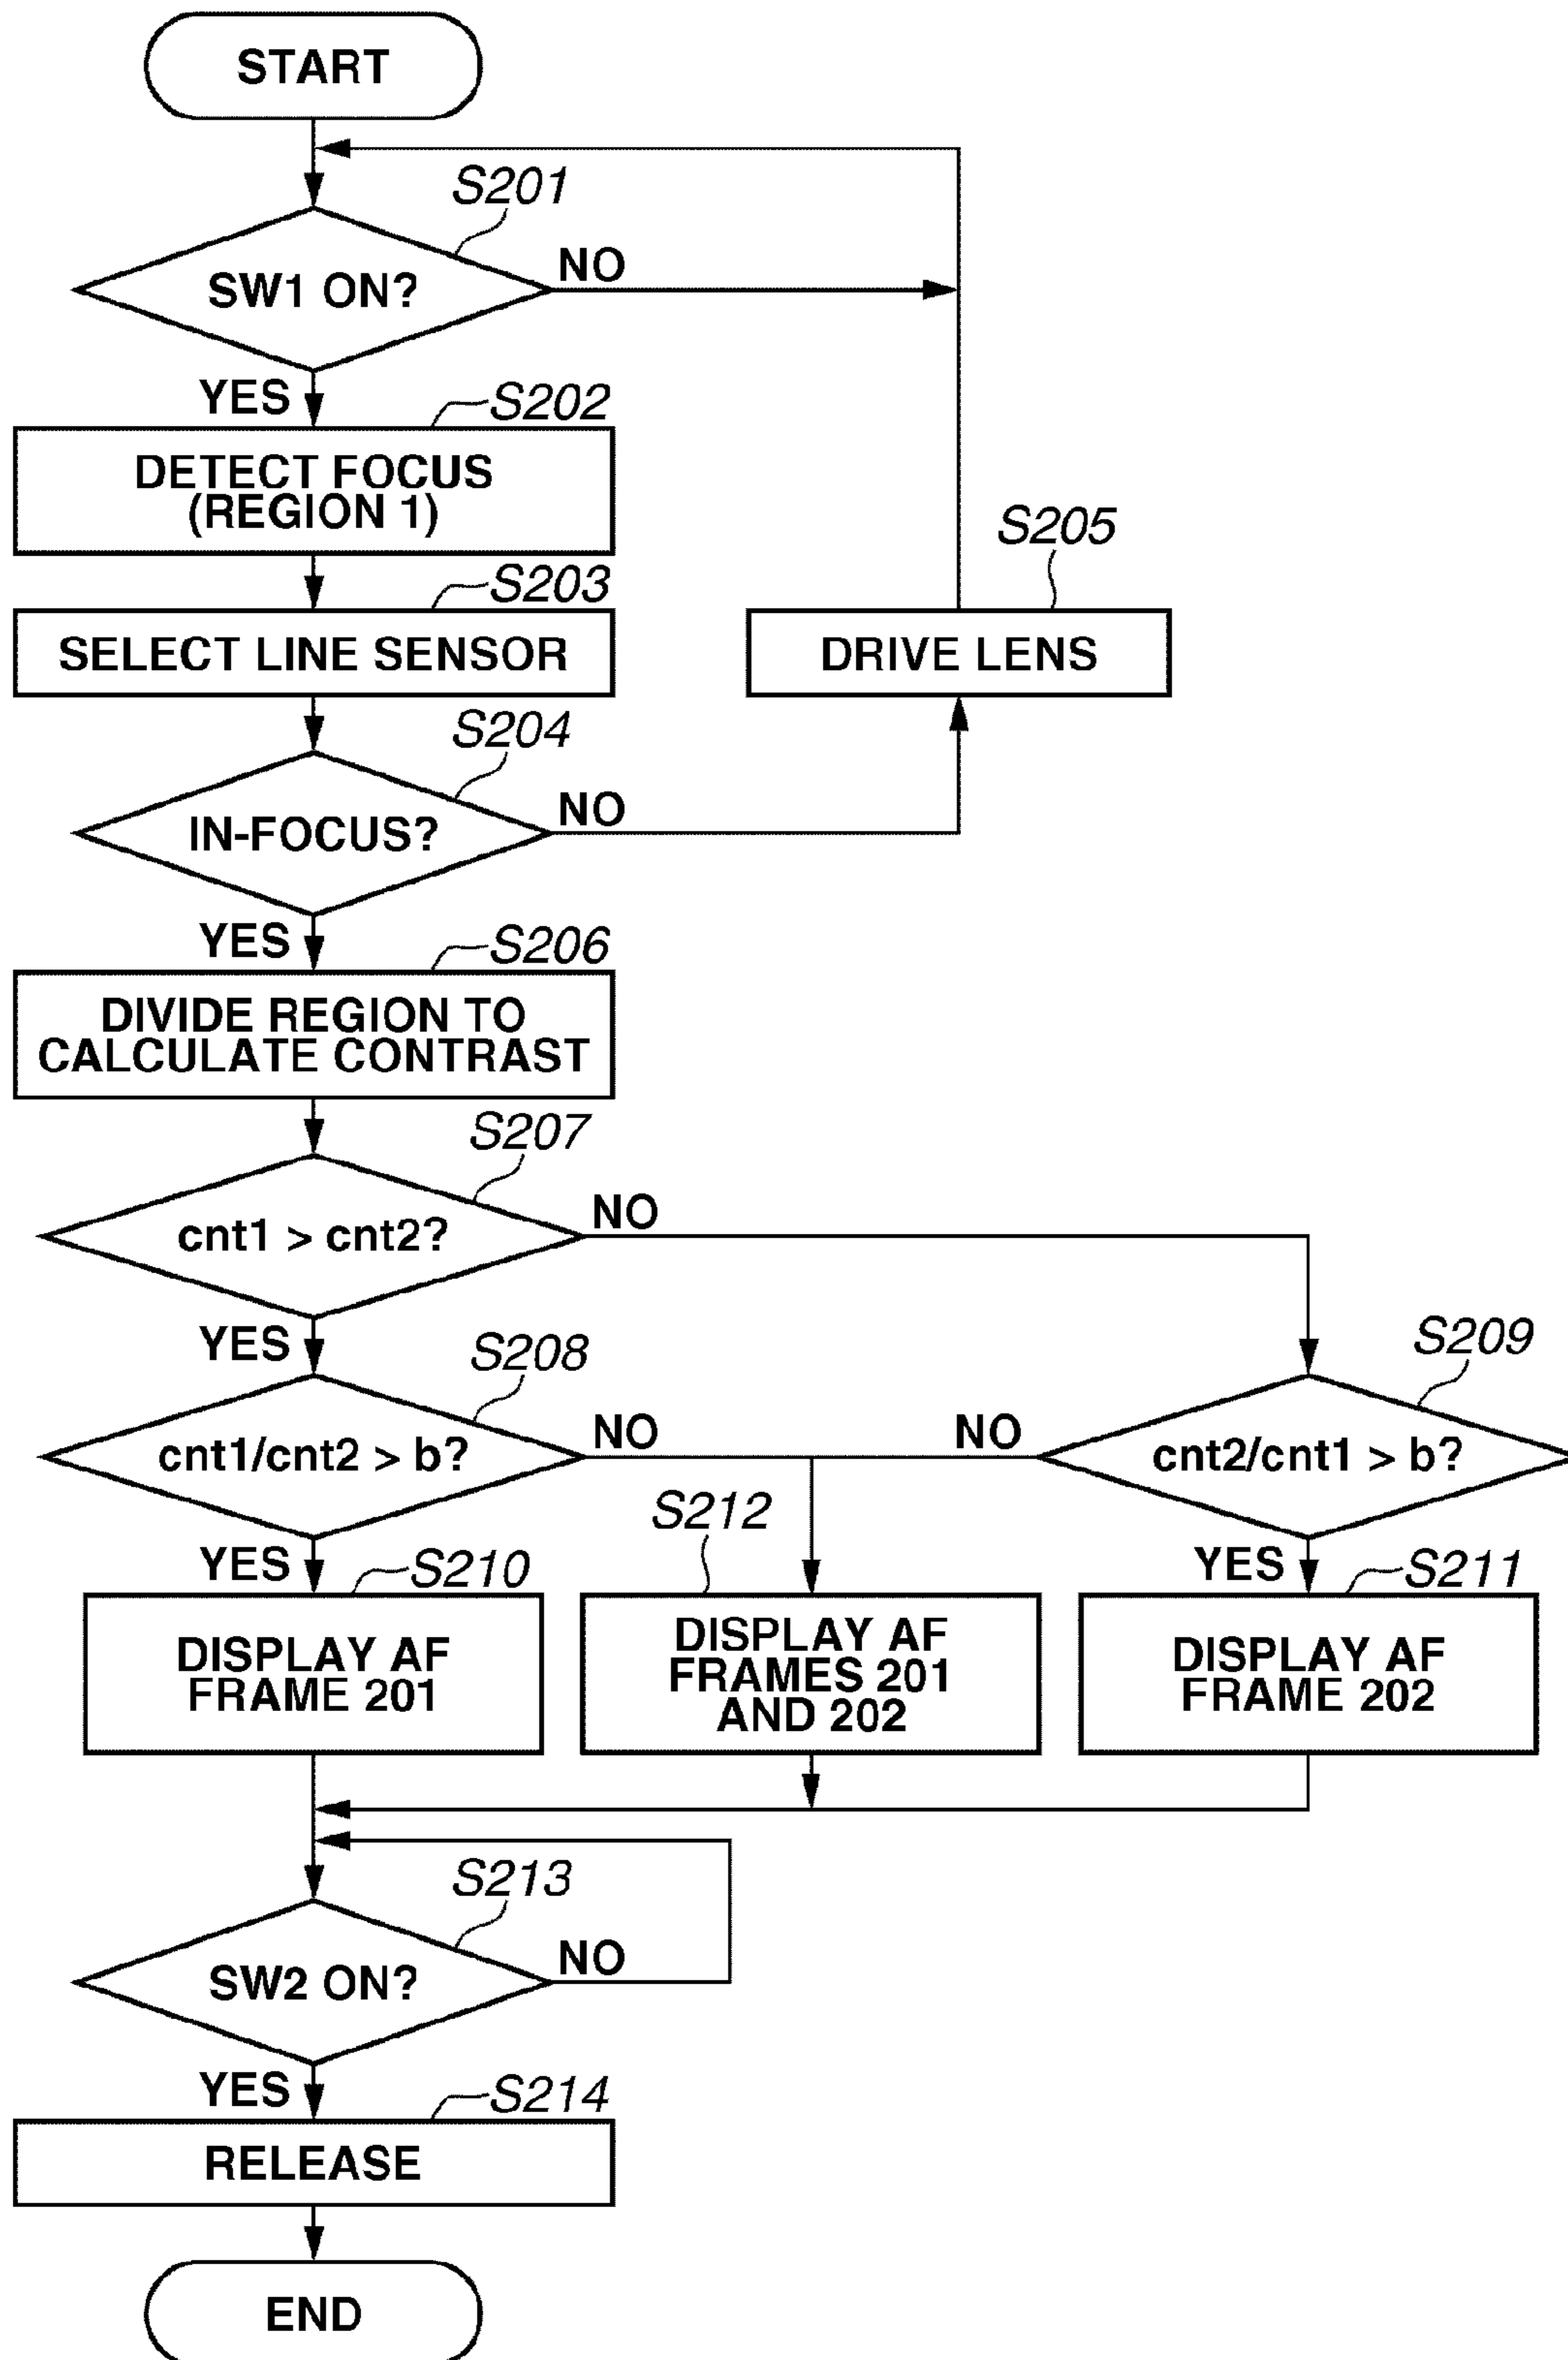 START
S201
SW1 ON?
NO
YES
S202
DETECT FOCUS
(REGION 1)
S203
SELECT LINE SENSOR
S205
DRIVE LENS
S204
IN-FOCUS?
NO
YES
S206
DIVIDE REGION TO
CALCULATE CONTRAST
S207
cnt1 > cnt2?
NO
YES
S208
cnt1/cnt2 > b?
NO
NO
S209
cnt2/cnt1 > b?
YES
S210
DISPLAY AF
FRAME 201
S212
DISPLAY AF
FRAMES 201
AND 202
YES
S211
DISPLAY AF
FRAME 202
S213
SW2 ON?
NO
YES
S214
RELEASE
END